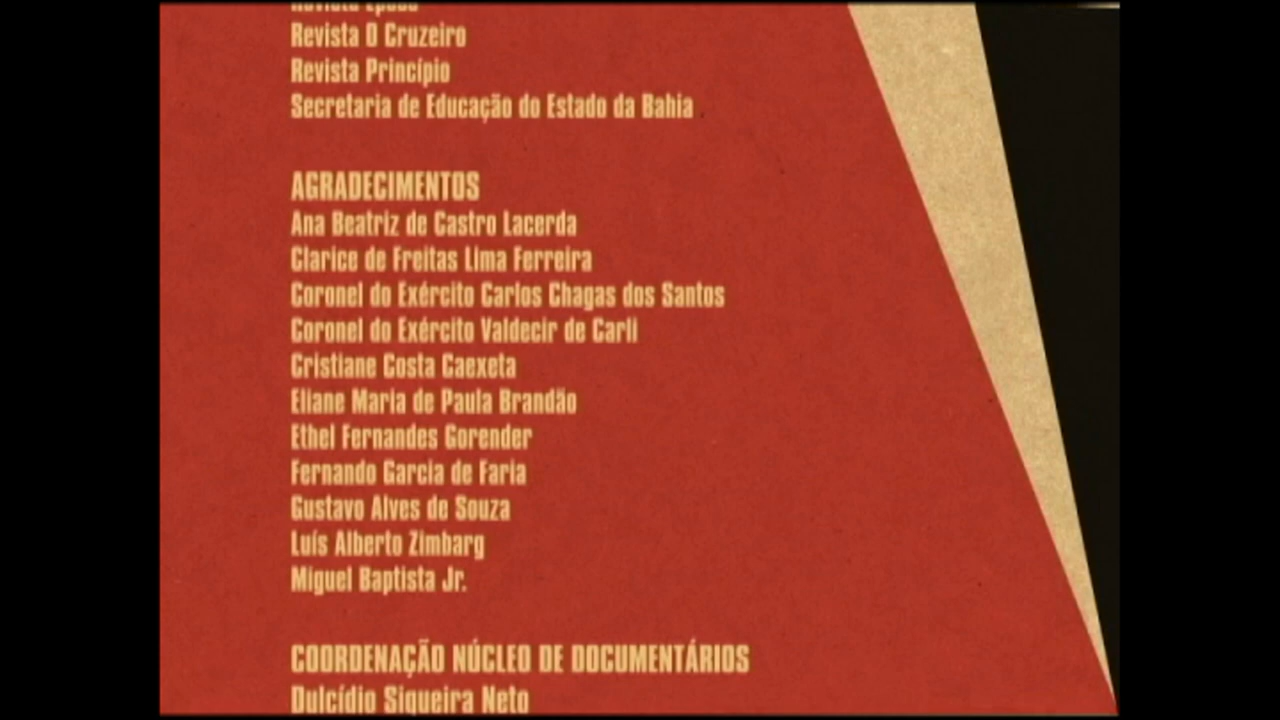 Revista Época
Revista O Cruzeiro
Revista Princípio
Secretaria de Educação do Estado da Bahia
AGRADECIMENTOS
Ana Beatriz de Castro Lacerda
Clarice de Freitas Lima Ferreira
Coronel do Exército Carlos Chagas dos Santos
Coronel do Exército Valdecir de Carli
Cristiane Costa Caexeta
Eliane Maria de Paula Brandão
Ethel Fernandes Gorender
Fernando Garcia de Faria
Gustavo Alves de Souza
Luís Alberto Zimbarg
Miguel Baptista Jr.
COORDENAÇÃO NÚCLEO DE DOCUMENTÁRIOS
Dulcídio Siqueira Neto